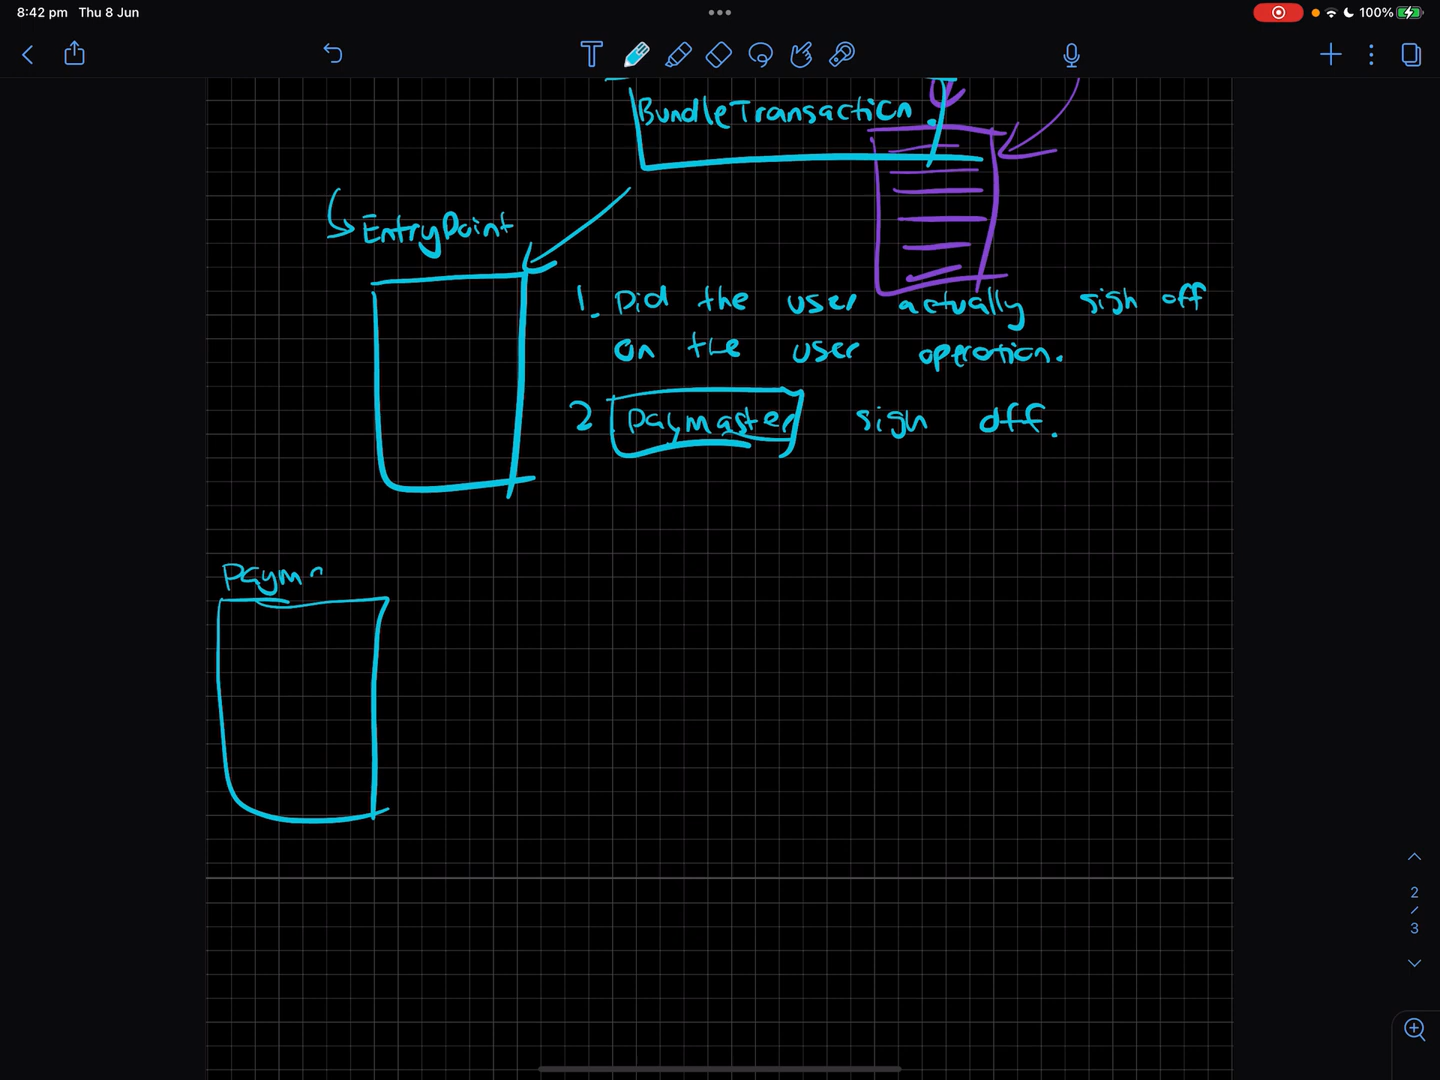 8:42 pm Thu 8 Jun
100%
T
BundleTransaction.
EntryPoint
1. Did the user actually sign off
on the user operation.
2 Paymaster sign off.
Paym
2
/
3